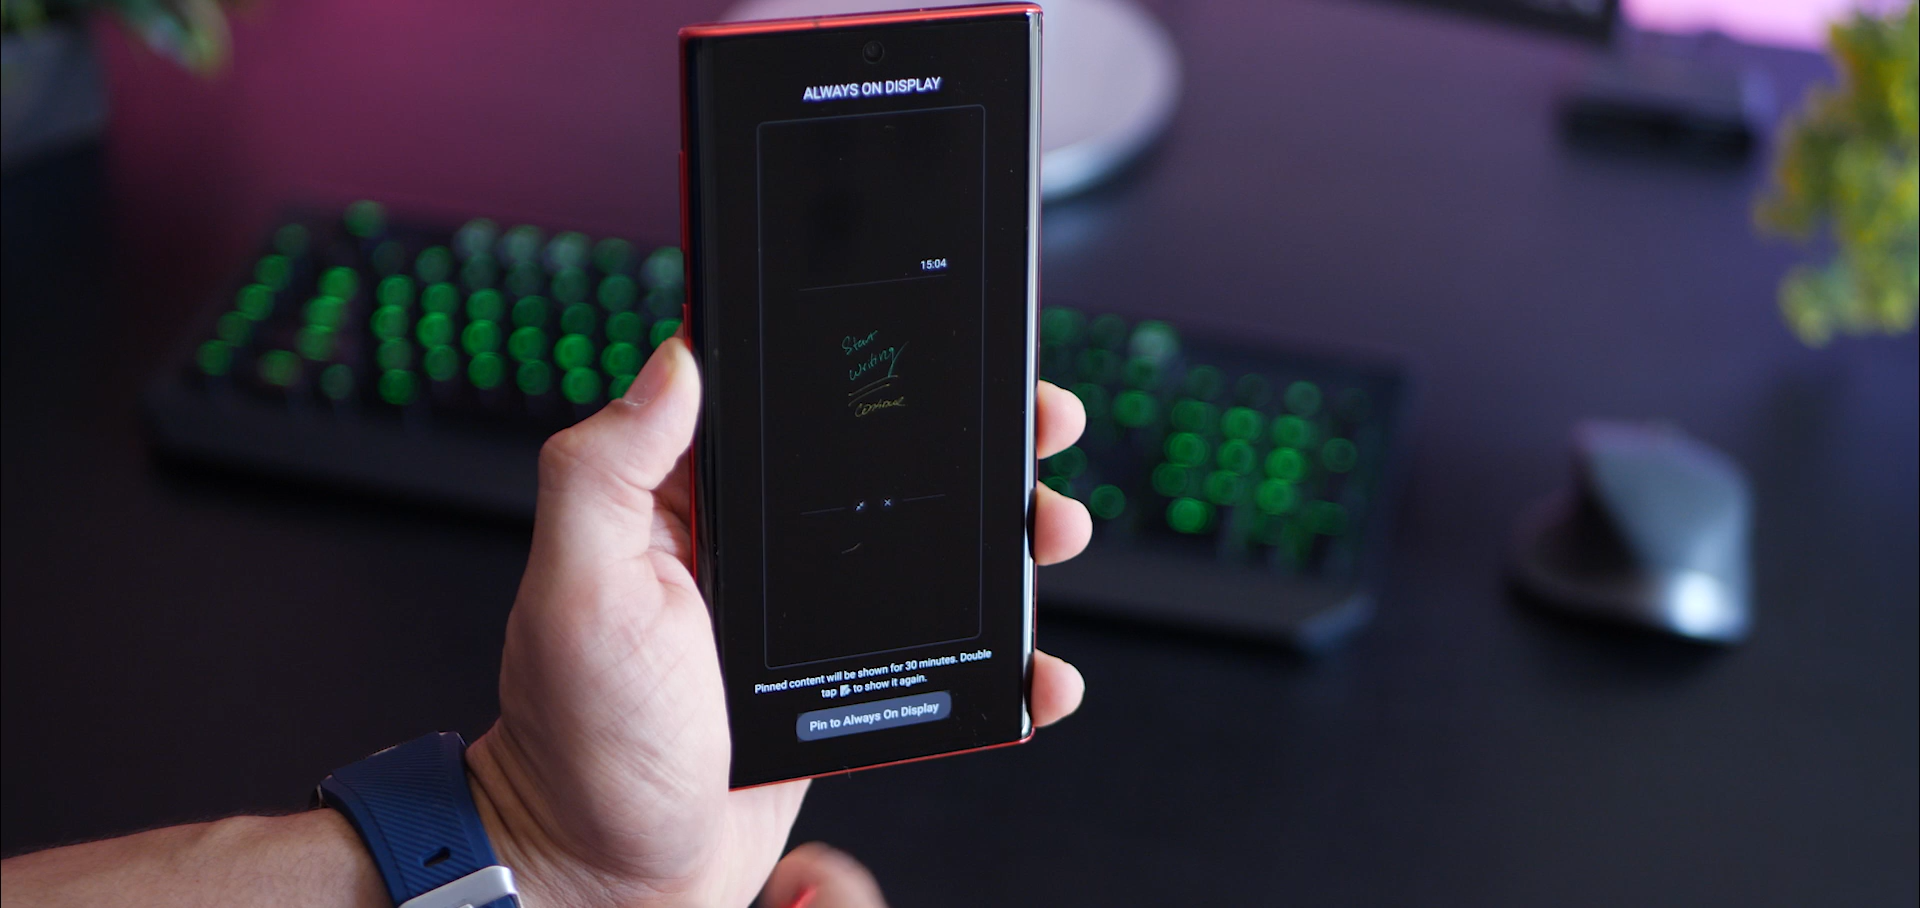 ALWAYS ON DISPLAY
15:04
Start
writing
Continue
Pinned content will be shown for 30 minutes. Double
tap to show it again.
Pin to Always On Display